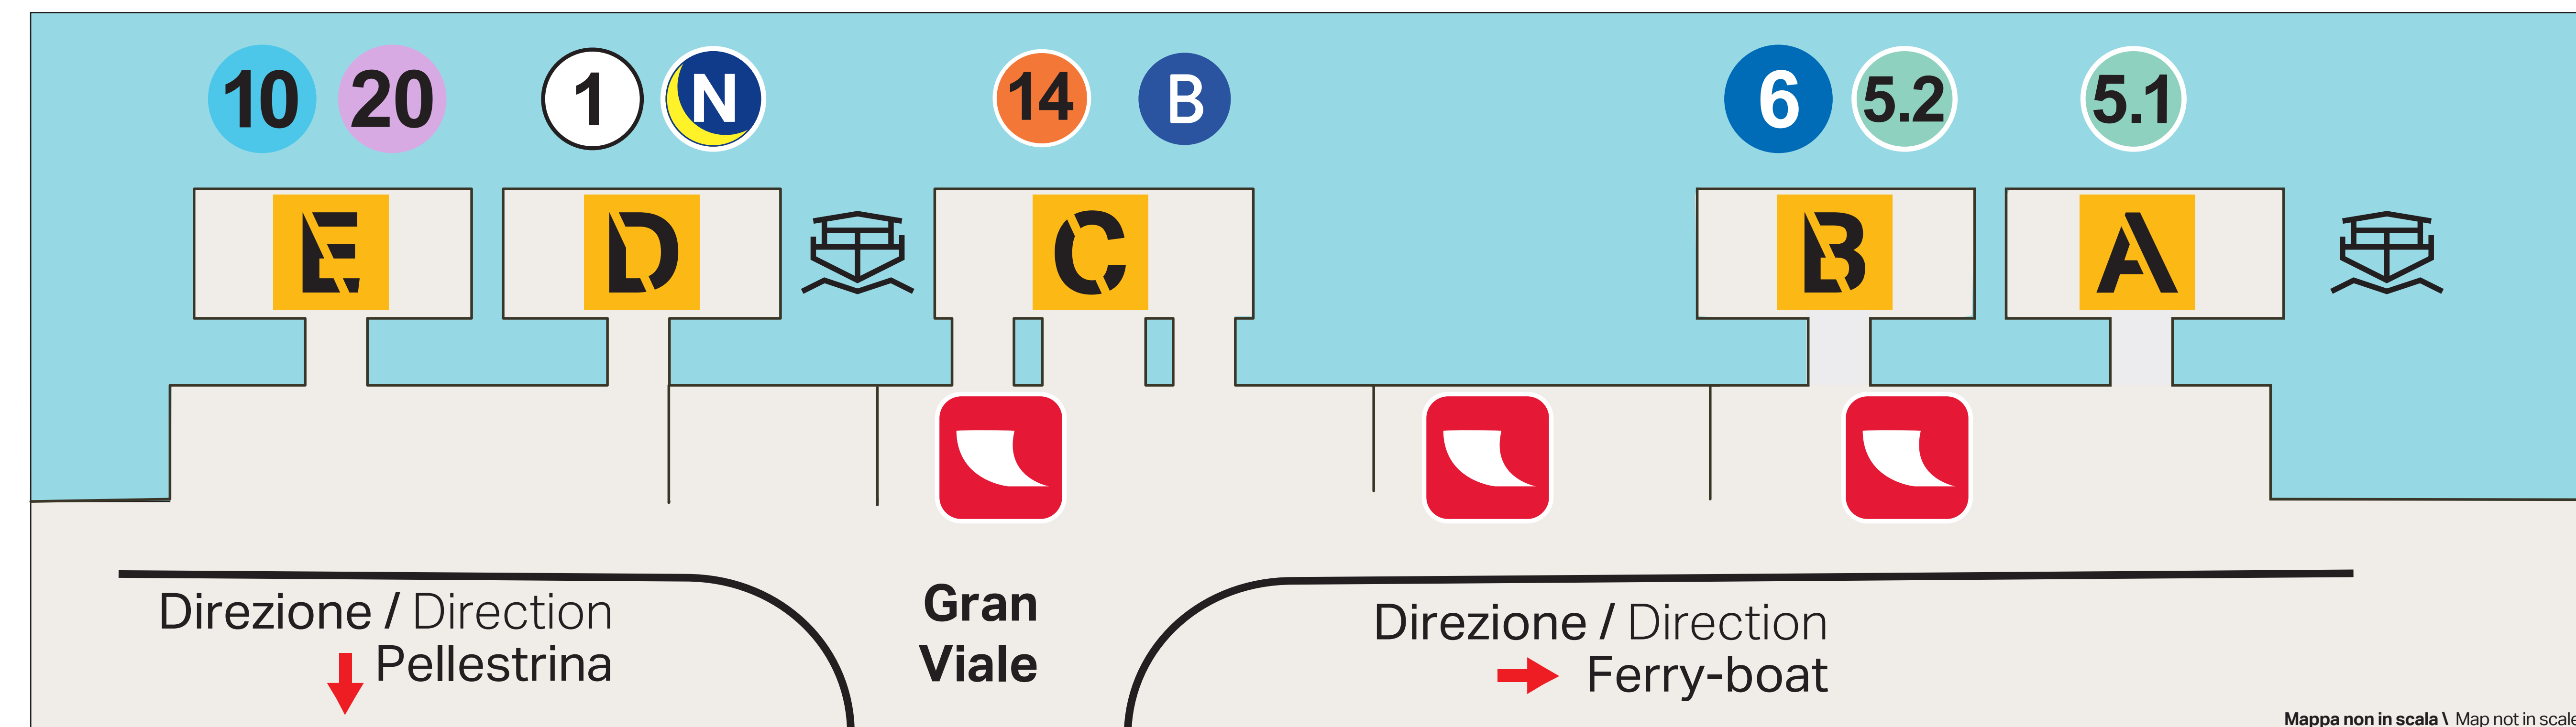 10 20 1 N 14 B 6 5.2 5.1
E D C B A
Direzione / Direction
Pellestrina
Gran
Viale
Direzione / Direction
Ferry-boat
Mappa non in scala \ Map not in scale